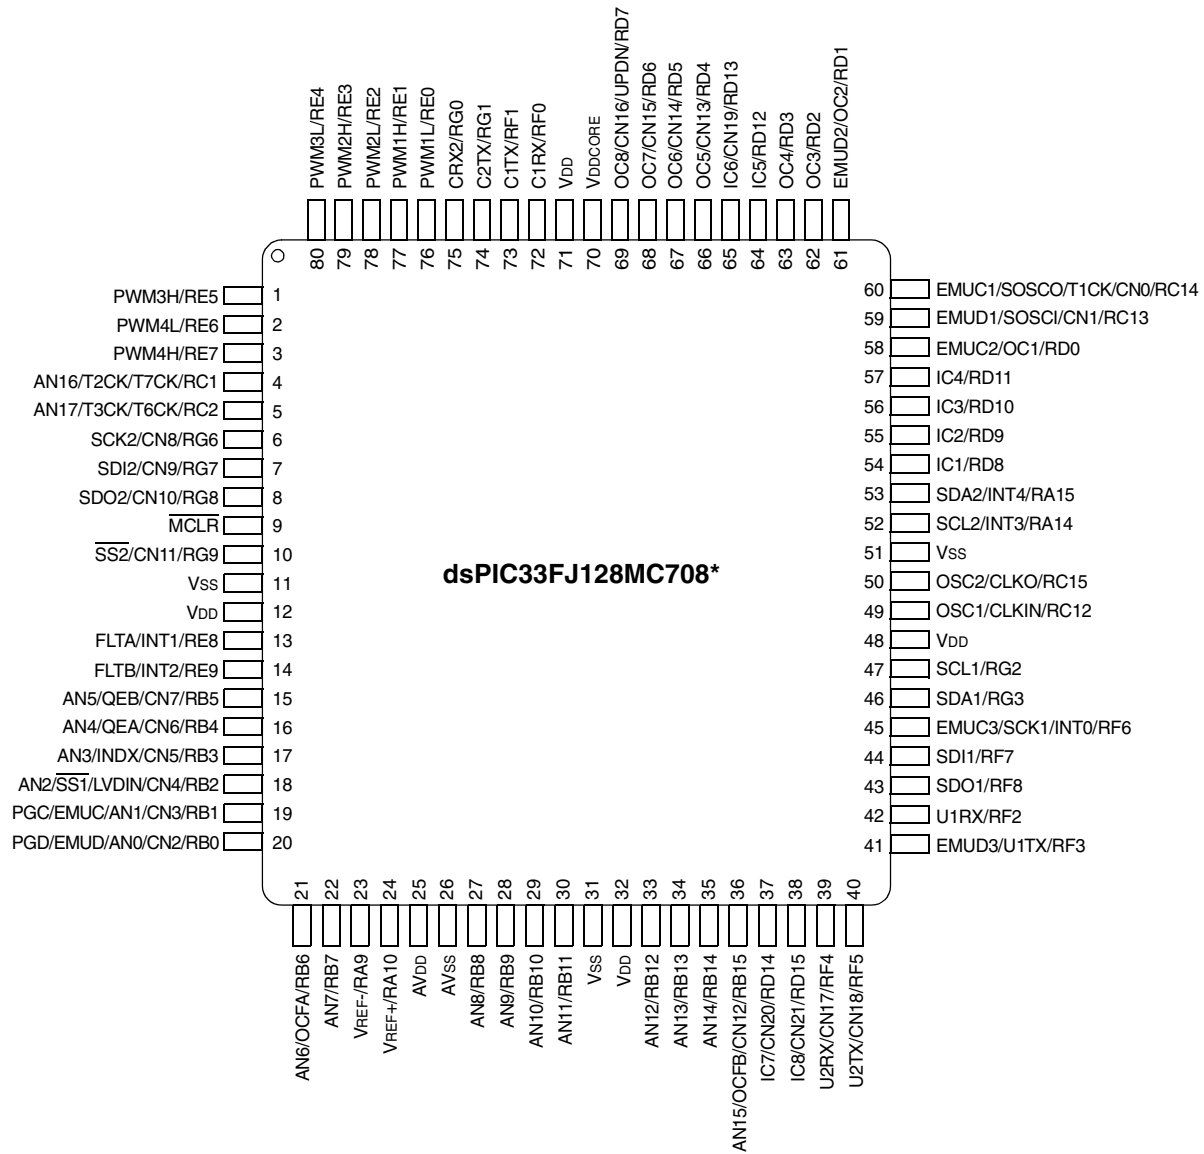 PWM3L/RE4
PWM2H/RE3
PWM2L/RE2
PWM1H/RE1
PWM1L/RE0
CRX2/RG0
C2TX/RG1
C1TX/RF1
C1RX/RF0
VDD
VDDCORE
OC8/CN16/UPDN/RD7
OC7/CN15/RD6
OC6/CN14/RD5
OC5/CN13/RD4
IC6/CN19/RD13
IC5/RD12
OC4/RD3
OC3/RD2
EMUD2/OC2/RD1
80 79 78 77 76 75 74 73 72 71 70 69 68 67 66 65 64 63 62 61
PWM3H/RE5 1
PWM4L/RE6 2
PWM4H/RE7 3
AN16/T2CK/T7CK/RC1 4
AN17/T3CK/T6CK/RC2 5
SCK2/CN8/RG6 6
SDI2/CN9/RG7 7
SDO2/CN10/RG8 8
MCLR 9
SS2/CN11/RG9 10
VSS 11
VDD 12
FLTA/INT1/RE8 13
FLTB/INT2/RE9 14
AN5/QEB/CN7/RB5 15
AN4/QEA/CN6/RB4 16
AN3/INDX/CN5/RB3 17
AN2/SS1/LVDIN/CN4/RB2 18
PGC/EMUC/AN1/CN3/RB1 19
PGD/EMUD/AN0/CN2/RB0 20
dsPIC33FJ128MC708*
60 EMUC1/SOSCO/T1CK/CN0/RC14
59 EMUD1/SOSCI/CN1/RC13
58 EMUC2/OC1/RD0
57 IC4/RD11
56 IC3/RD10
55 IC2/RD9
54 IC1/RD8
53 SDA2/INT4/RA15
52 SCL2/INT3/RA14
51 VSS
50 OSC2/CLKO/RC15
49 OSC1/CLKIN/RC12
48 VDD
47 SCL1/RG2
46 SDA1/RG3
45 EMUC3/SCK1/INT0/RF6
44 SDI1/RF7
43 SDO1/RF8
42 U1RX/RF2
41 EMUD3/U1TX/RF3
21 22 23 24 25 26 27 28 29 30 31 32 33 34 35 36 37 38 39 40
AN6/OCFA/RB6
AN7/RB7
VREF-/RA9
VREF+/RA10
AVDD
AVSS
AN8/RB8
AN9/RB9
AN10/RB10
AN11/RB11
VSS
VDD
AN12/RB12
AN13/RB13
AN14/RB14
AN15/OCFB/CN12/RB15
IC7/CN20/RD14
IC8/CN21/RD15
U2RX/CN17/RF4
U2TX/CN18/RF5